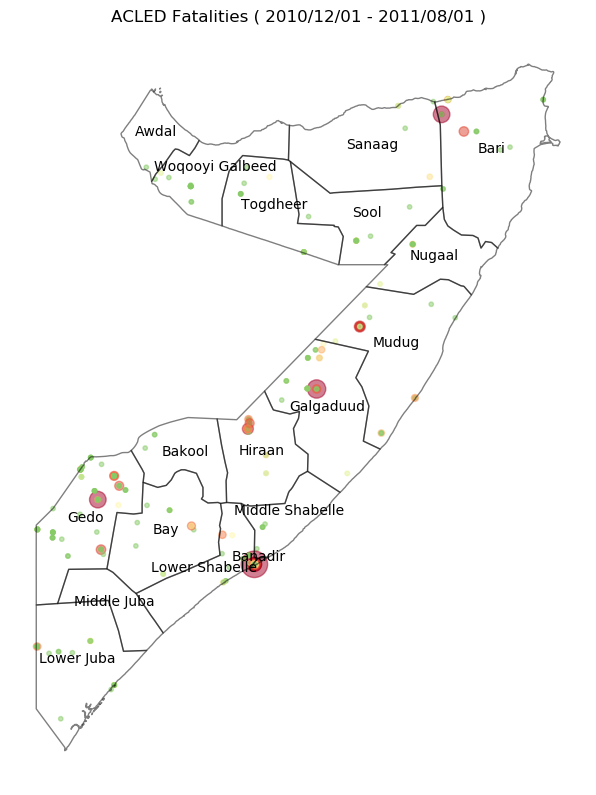 ACLED Fatalities ( 2010/12/01 - 2011/08/01 )
Awdal
Sanaag
Bari
Woqooyi Galbeed
Togdheer
Sool
Nugaal
Mudug
Galgaduud
Hiraan
Bakool
Middle Shabelle
Gedo
Bay
Banadir
Lower Shabelle
Middle Juba
Lower Juba